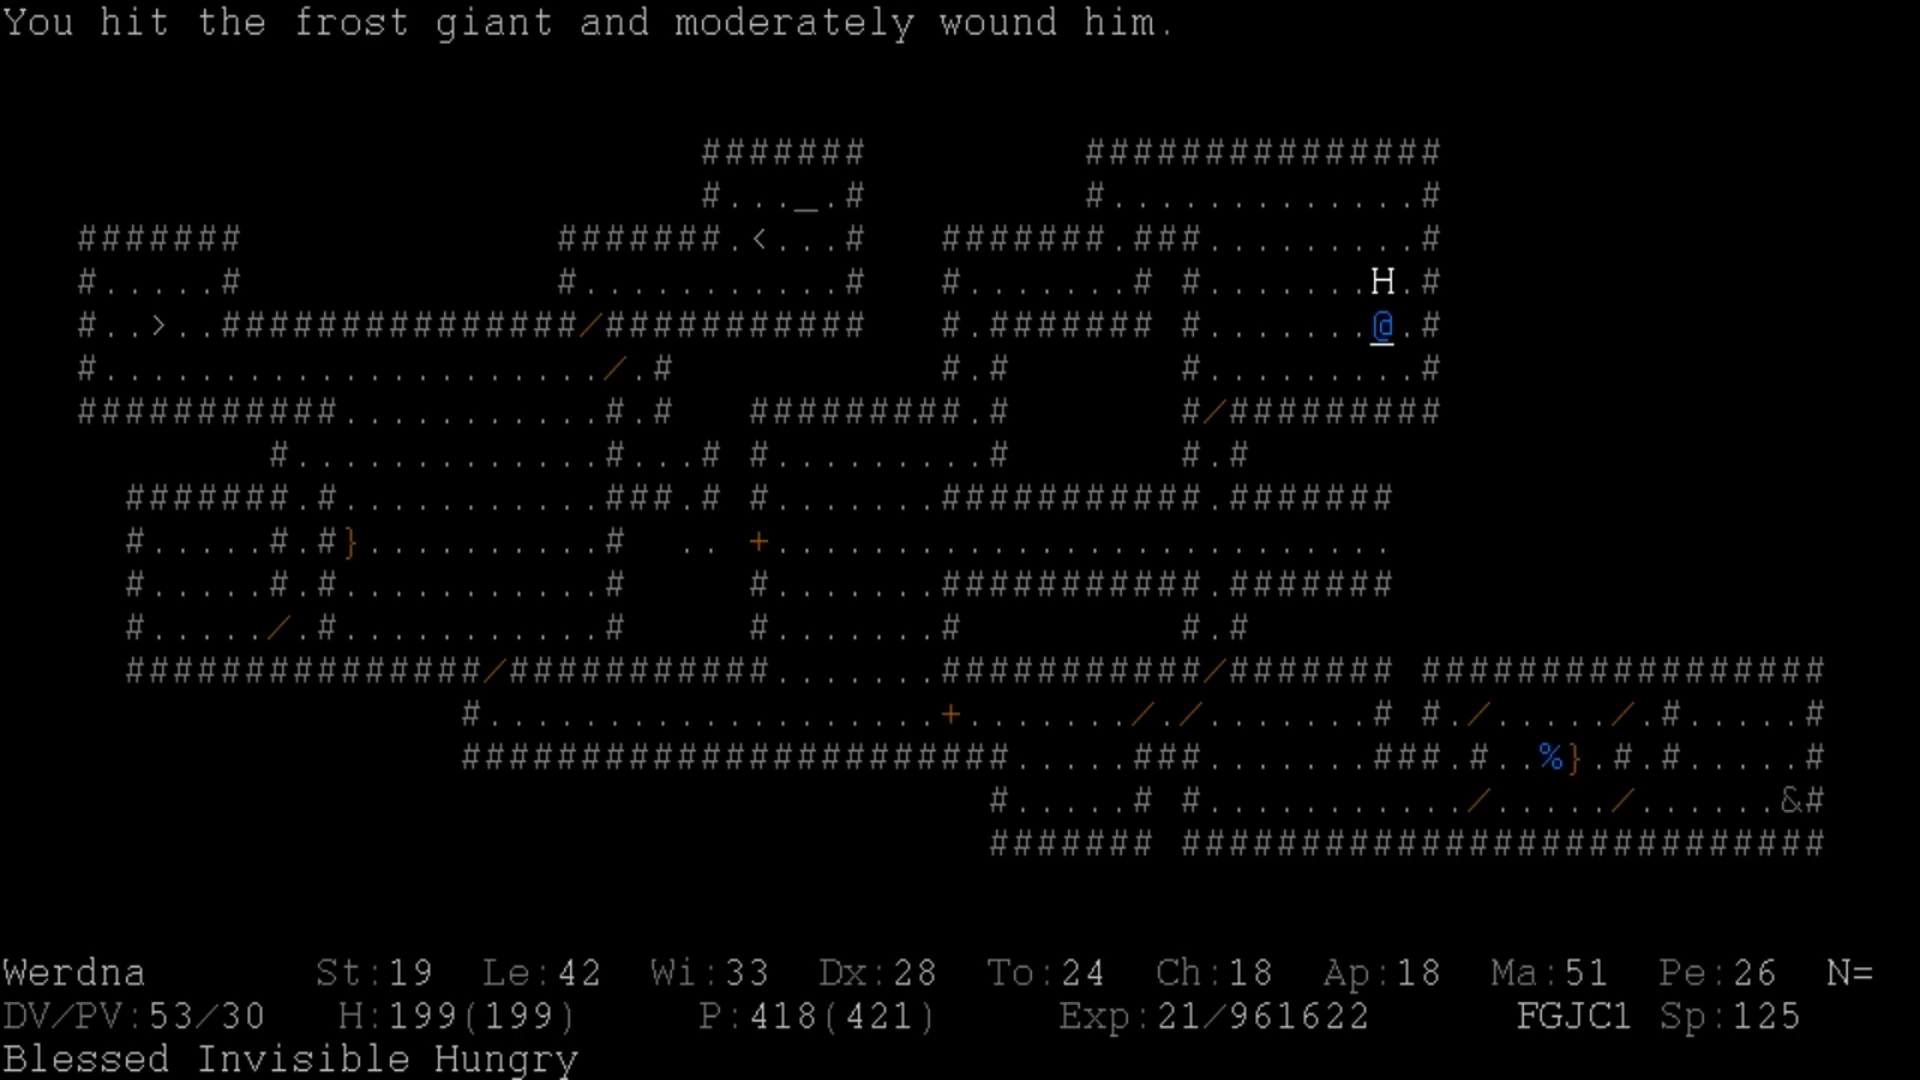 You hit the frost giant and moderately wound him.
Werdna St:19 Le:42 Wi:33 Dx:28 To:24 Ch:18 Ap:18 Ma:51 Pe:26 N=
DV/PV:53/30 H:199(199) P:418(421) Exp:21/961622 FGJC1 Sp:125
Blessed Invisible Hungry